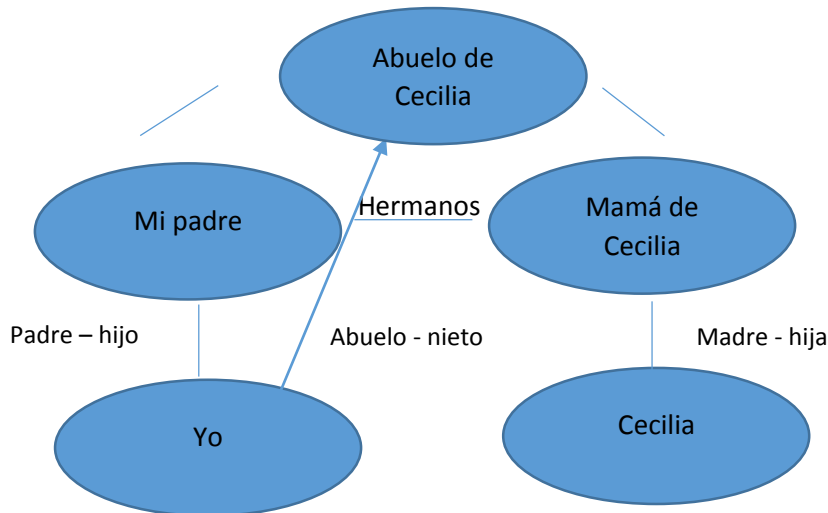 Abuelo de
Cecilia
Mi padre
Hermanos
Mamá de
Cecilia
Padre – hijo
Abuelo - nieto
Madre - hija
Yo
Cecilia